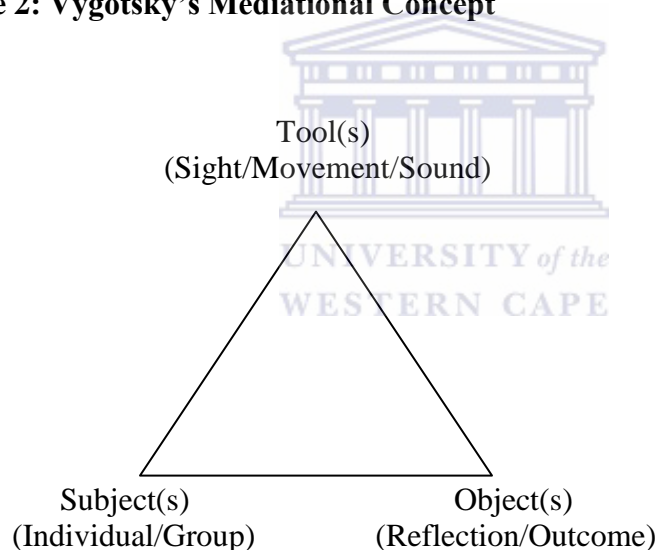 2: Vygotsky's Mediational Concept
Tool(s)
(Sight/Movement/Sound)
UNIVERSITY of the
WESTERN CAPE
Subject(s)
(Individual/Group)
Object(s)
(Reflection/Outcome)